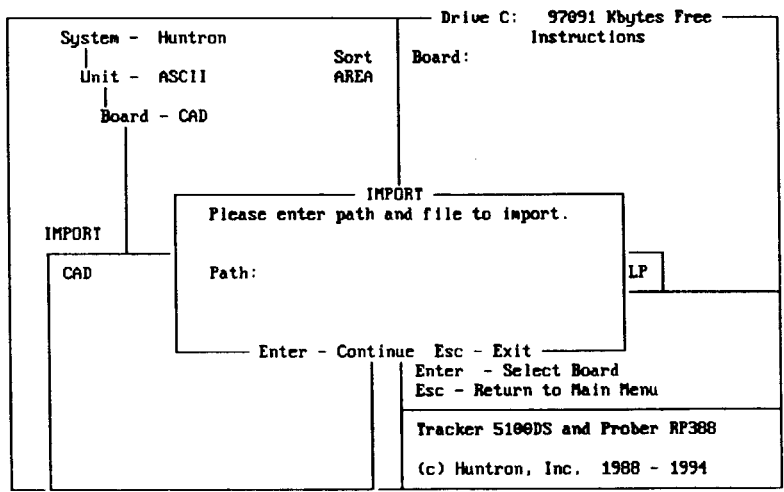 Drive C: 97091 Kbytes Free
System - Huntron
Instructions
Sort
Board:
Unit - ASCII
AREA
Board - CAD
IMPORT
Please enter path and file to import.
IMPORT
CAD
Path:
LP
Enter - Continue Esc - Exit
Enter - Select Board
Esc - Return to Main Menu
Tracker 5100DS and Prober RP388
(c) Huntron, Inc. 1988 - 1994